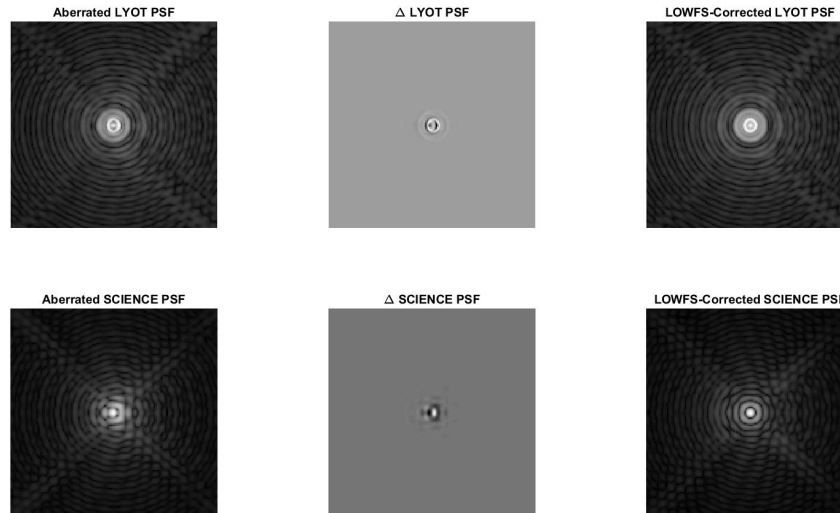 Aberrated LYOT PSF
△ LYOT PSF
LOWFS-Corrected LYOT PSF
Aberrated SCIENCE PSF
△ SCIENCE PSF
LOWFS-Corrected SCIENCE PSF